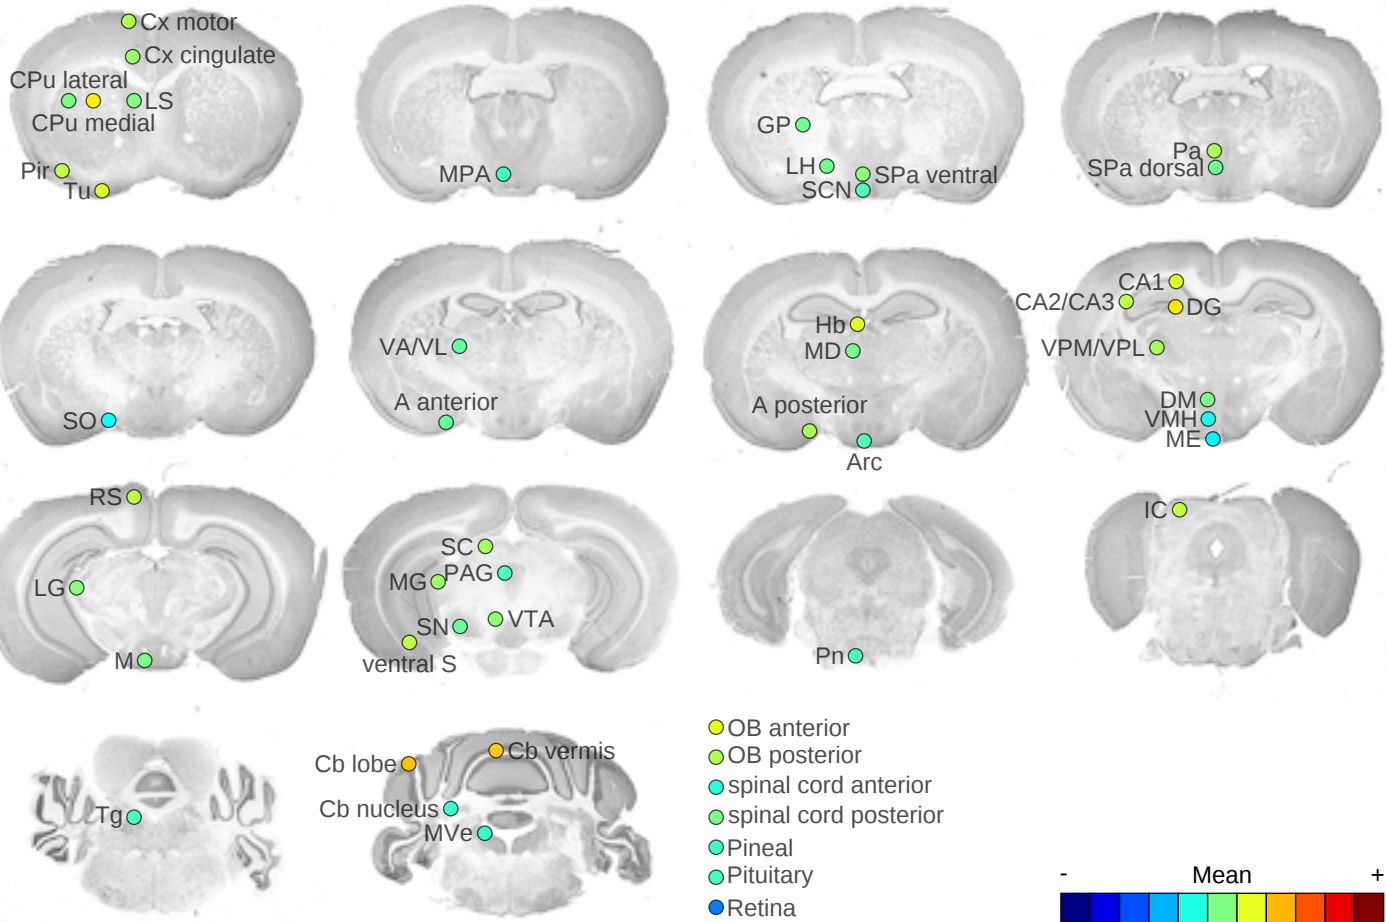 Cx motor
Cx cingulate
CPu lateral
LS
CPu medial
Pir
Tu
MPA
GP
LH
SPa ventral
SCN
Pa
SPa dorsal
SO
VA/VL
A anterior
Hb
MD
A posterior
Arc
CA1
CA2/CA3
DG
VPM/VPL
DM
VMH
ME
RS
LG
M
SC
PAG
MG
VTA
SN
ventral S
Pn
IC
Tg
Cb lobe
Cb vermis
Cb nucleus
MVe
OB anterior
OB posterior
spinal cord anterior
spinal cord posterior
Pineal
Pituitary
Retina
- Mean +